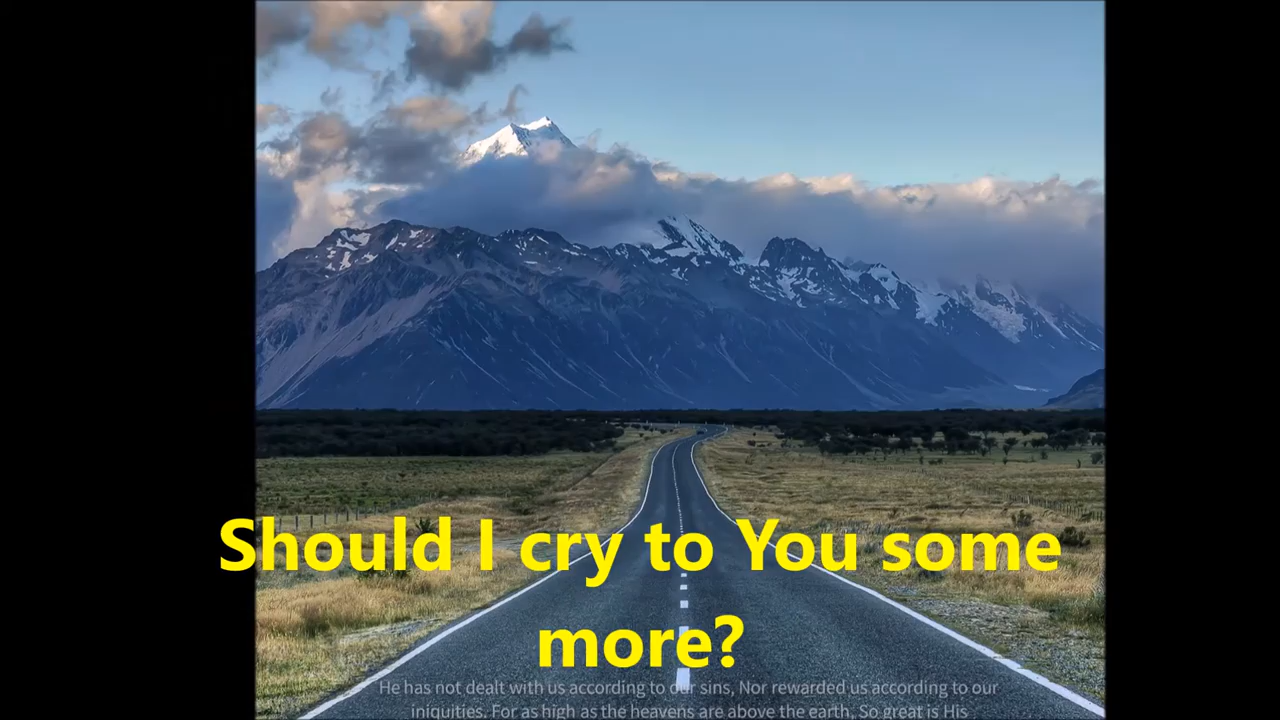 Should I cry to You some
more?
He has not dealt with us according to our sins, Nor rewarded us according to our
iniquities. For as high as the heavens are above the earth, So great is His